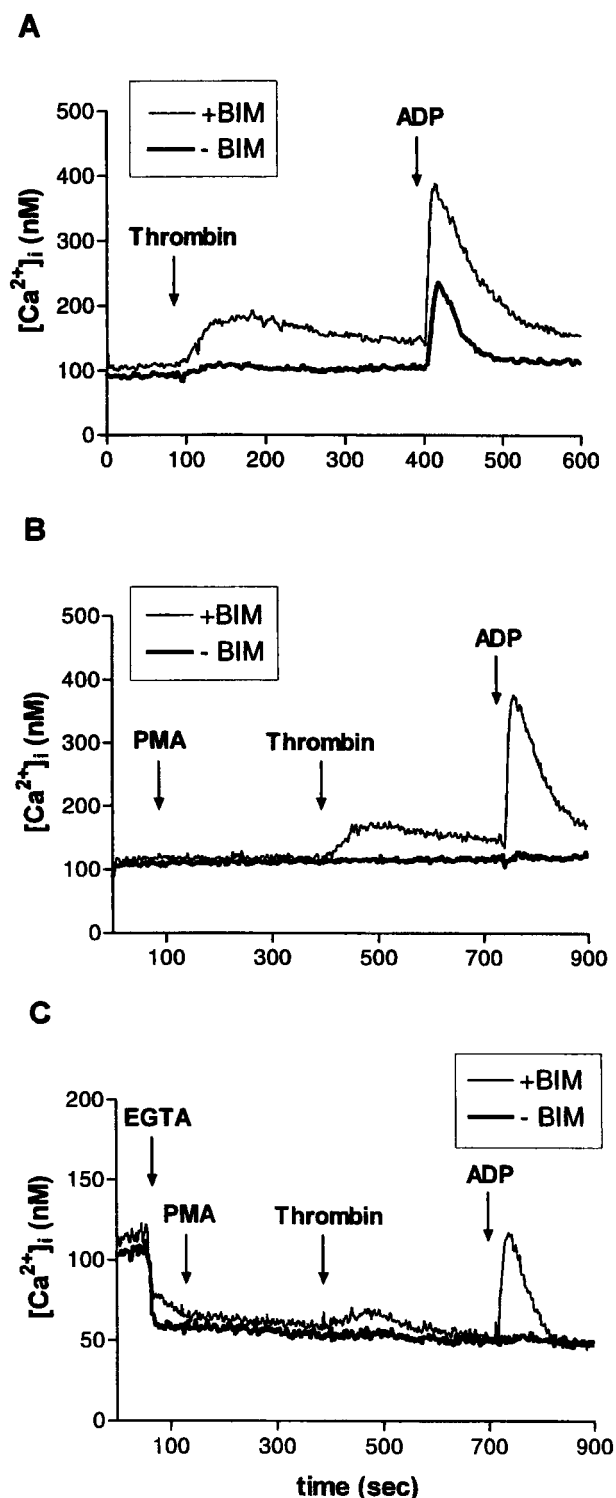 A
+BIM
- BIM
ADP
Thrombin
[Ca²⁺]ᵢ (nM)
500
400
300
200
100
0
0 100 200 300 400 500 600
B
+BIM
- BIM
ADP
PMA
Thrombin
[Ca²⁺]ᵢ (nM)
500
400
300
200
100
0
100 300 500 700 900
C
+BIM
- BIM
EGTA
PMA
Thrombin
ADP
[Ca²⁺]ᵢ (nM)
200
150
100
50
0
100 300 500 700 900
time (sec)